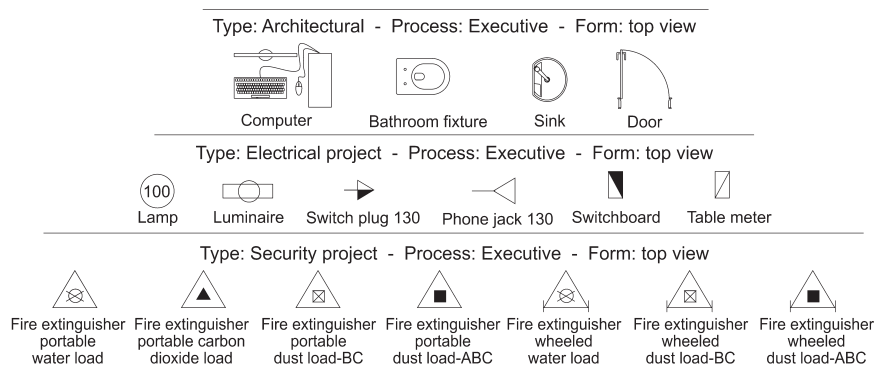 Type: Architectural - Process: Executive - Form: top view
Computer
Bathroom fixture
Sink
Door
Type: Electrical project - Process: Executive - Form: top view
100
Lamp
Luminaire
Switch plug 130
Phone jack 130
Switchboard
Table meter
Type: Security project - Process: Executive - Form: top view
Fire extinguisher
portable
water load
Fire extinguisher
portable carbon
dioxide load
Fire extinguisher
portable
dust load-BC
Fire extinguisher
portable
dust load-ABC
Fire extinguisher
wheeled
water load
Fire extinguisher
wheeled
dust load-BC
Fire extinguisher
wheeled
dust load-ABC